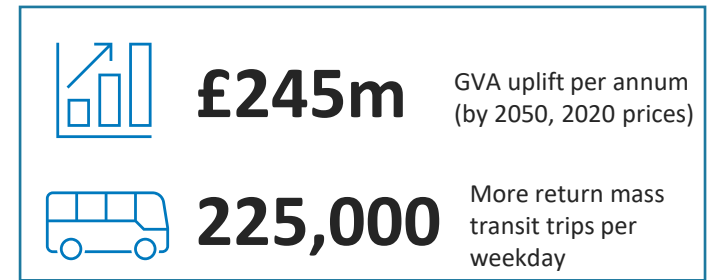 £245m
GVA uplift per annum
(by 2050, 2020 prices)
225,000
More return mass
transit trips per
weekday